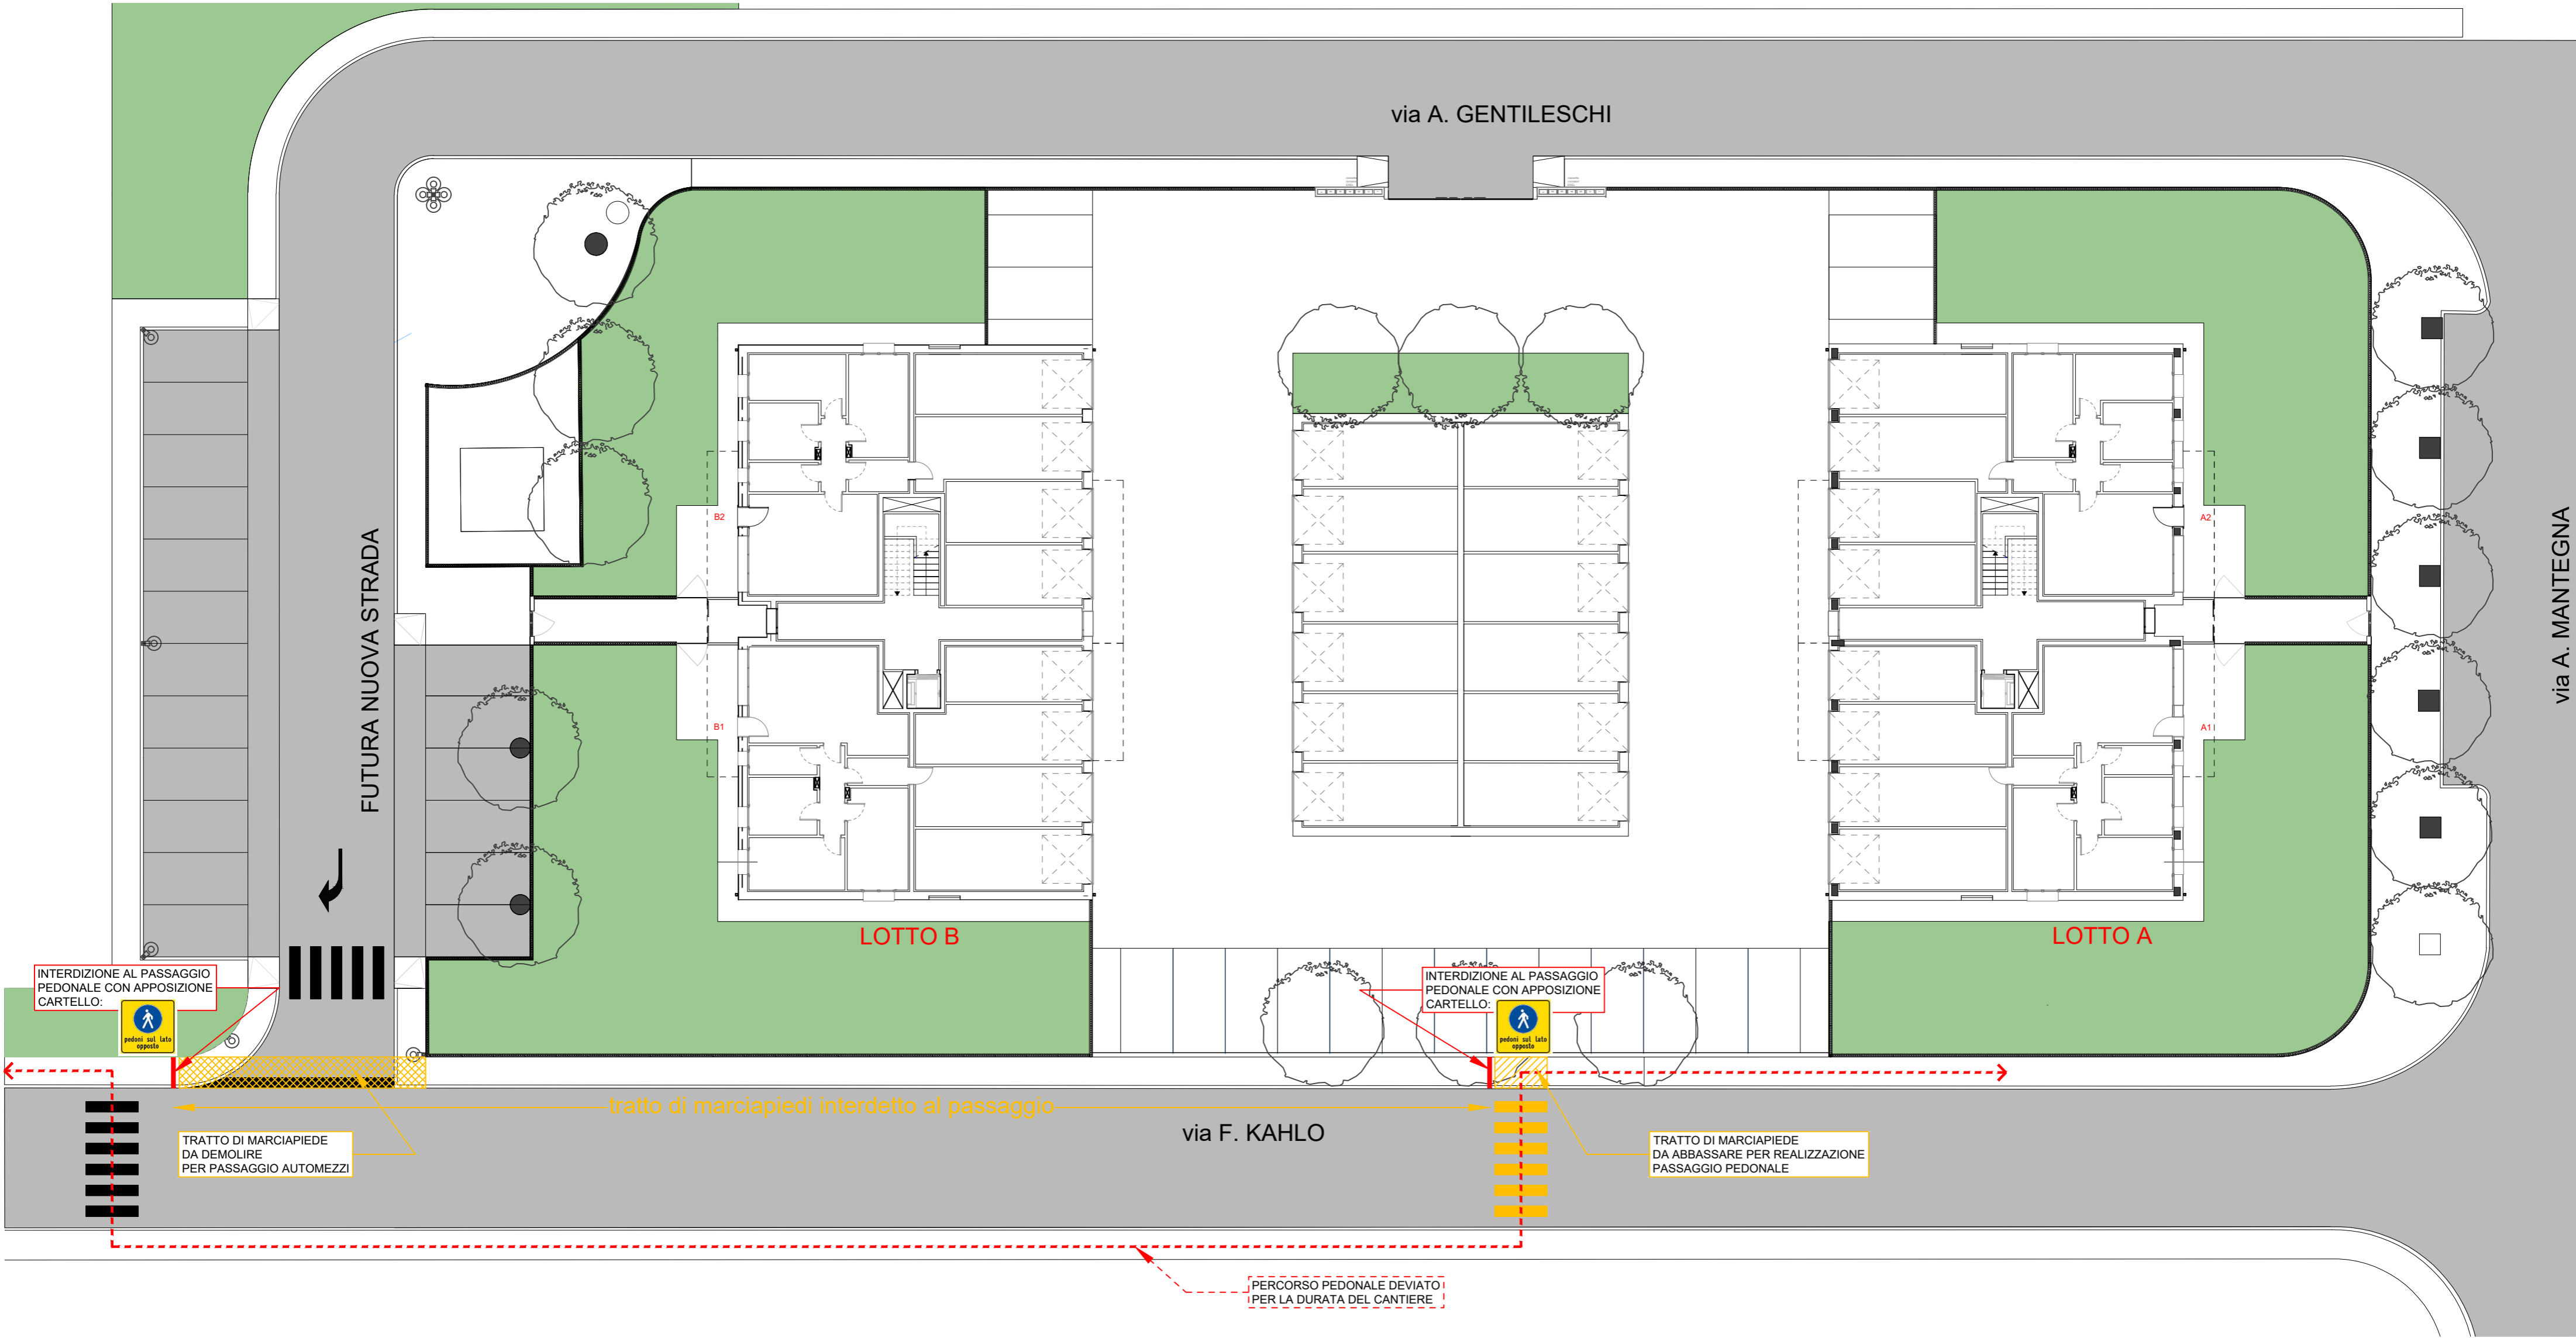 via A. GENTILESCHI
FUTURA NUOVA STRADA
via A. MANTEGNA
B2
A2
B1
A1
LOTTO B
LOTTO A
INTERDIZIONE AL PASSAGGIO
PEDONALE CON APPOSIZIONE
CARTELLO:
pedoni sul lato
opposto
INTERDIZIONE AL PASSAGGIO
PEDONALE CON APPOSIZIONE
CARTELLO:
pedoni sul lato
opposto
tratto di marciapiedi interdetto al passaggio
via F. KAHLO
TRATTO DI MARCIAPIEDE
DA DEMOLIRE
PER PASSAGGIO AUTOMEZZI
TRATTO DI MARCIAPIEDE
DA ABBASSARE PER REALIZZAZIONE
PASSAGGIO PEDONALE
PERCORSO PEDONALE DEVIATO
PER LA DURATA DEL CANTIERE